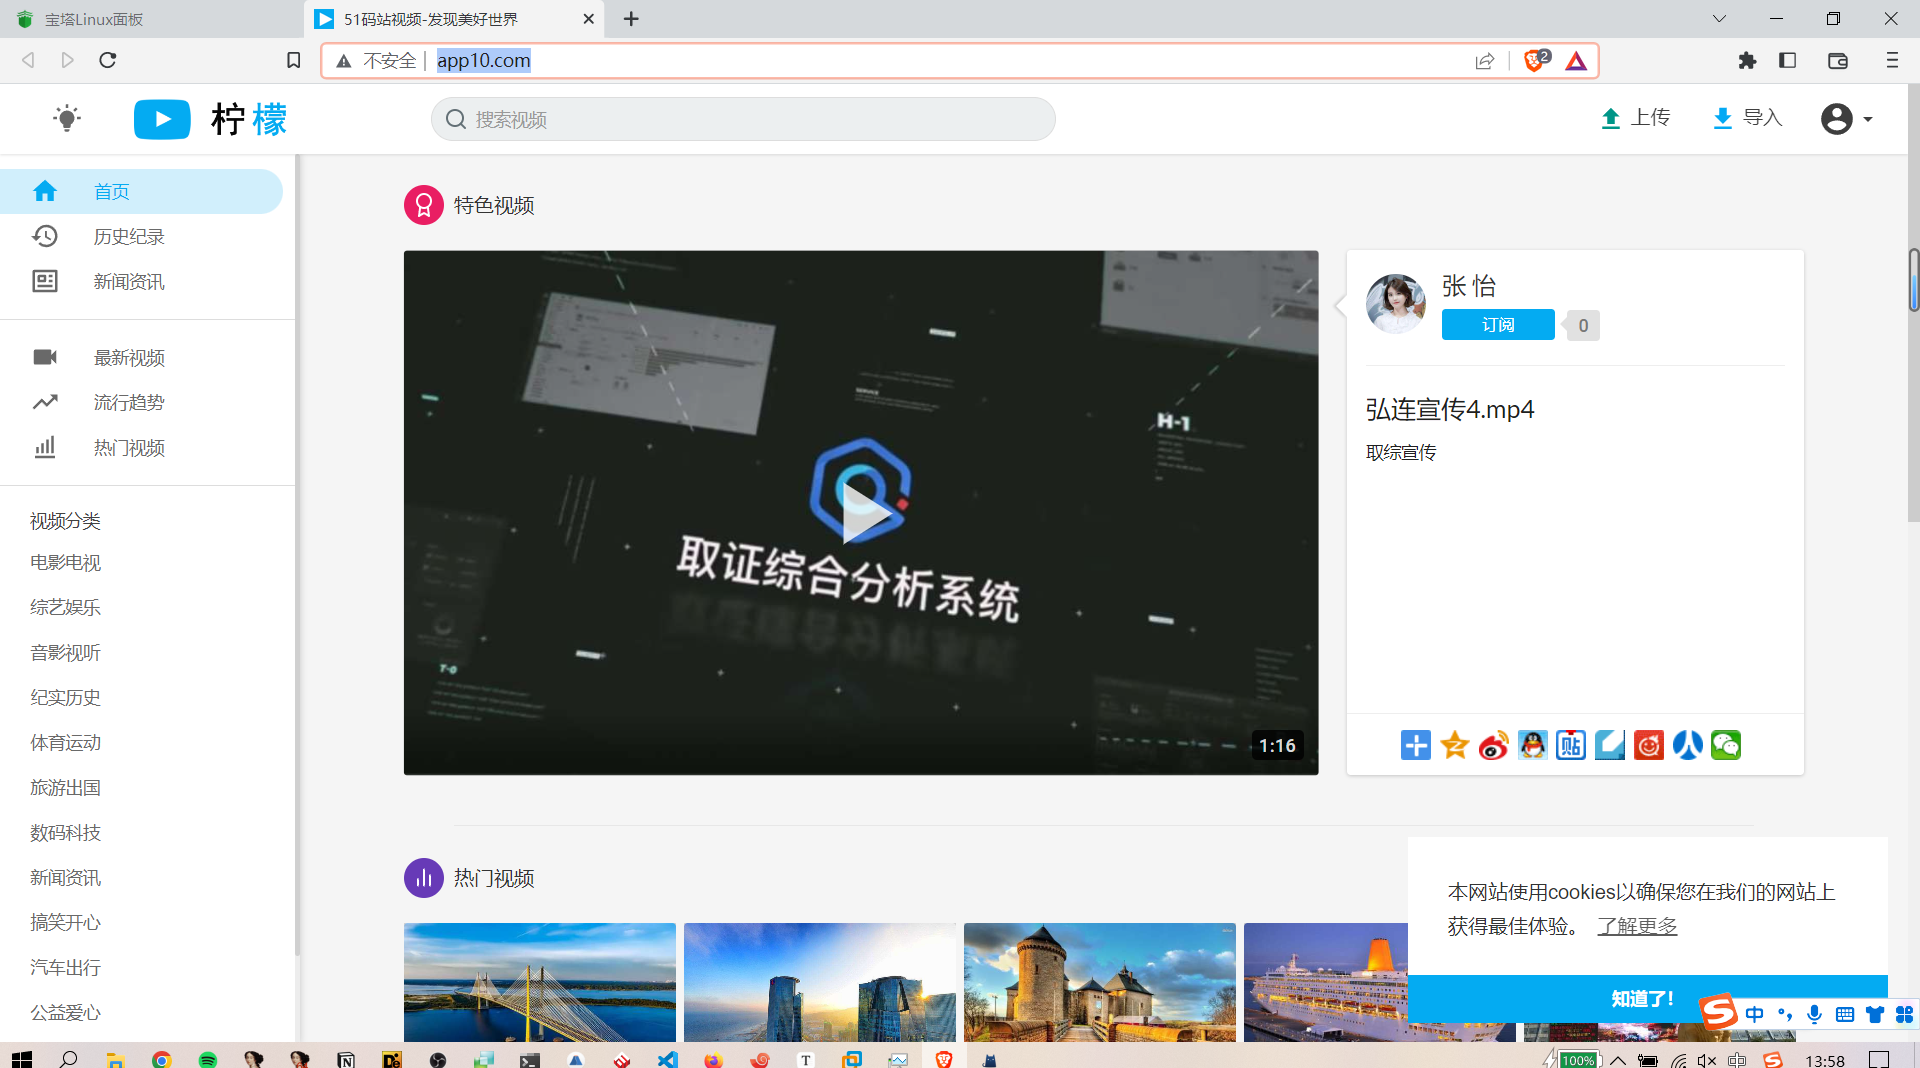 宝塔Linux面板
51码站视频-发现美好世界
不安全
app10.com
2
柠檬
搜索视频
上传
导入
首页
历史纪录
新闻资讯
最新视频
流行趋势
热门视频
视频分类
电影电视
综艺娱乐
音影视听
纪实历史
体育运动
旅游出国
数码科技
新闻资讯
搞笑开心
汽车出行
公益爱心
特色视频
SERVICE
H-1
取证综合分析系统
T-0
1:16
张 怡
订阅
0
弘连宣传4.mp4
取综宣传
贴
热门视频
本网站使用cookies以确保您在我们的网站上
获得最佳体验。 了解更多
知道了!
中
100%
中
13:58